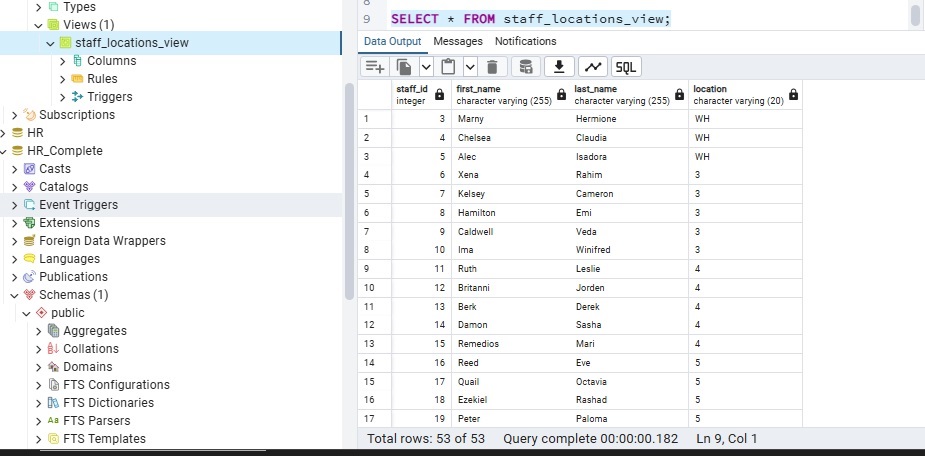 Types
Views (1)
staff_locations_view
Columns
Rules
Triggers
Subscriptions
HR
HR_Complete
Casts
Catalogs
Event Triggers
Extensions
Foreign Data Wrappers
Languages
Publications
Schemas (1)
public
Aggregates
Collations
Domains
FTS Configurations
FTS Dictionaries
Aa FTS Parsers
FTS Templates
8
9 SELECT * FROM staff_locations_view;
Data Output Messages Notifications
SQL
staff_id first_name last_name location
integer character varying (255) character varying (255) character varying (20)
1 3 Marny Hermione WH
2 4 Chelsea Claudia WH
3 5 Alec Isadora WH
4 6 Xena Rahim 3
5 7 Kelsey Cameron 3
6 8 Hamilton Emi 3
7 9 Caldwell Veda 3
8 10 Ima Winifred 3
9 11 Ruth Leslie 4
10 12 Britanni Jorden 4
11 13 Berk Derek 4
12 14 Damon Sasha 4
13 15 Remedios Mari 4
14 16 Reed Eve 5
15 17 Quail Octavia 5
16 18 Ezekiel Rashad 5
17 19 Peter Paloma 5
Total rows: 53 of 53 Query complete 00:00:00.182 Ln 9, Col 1